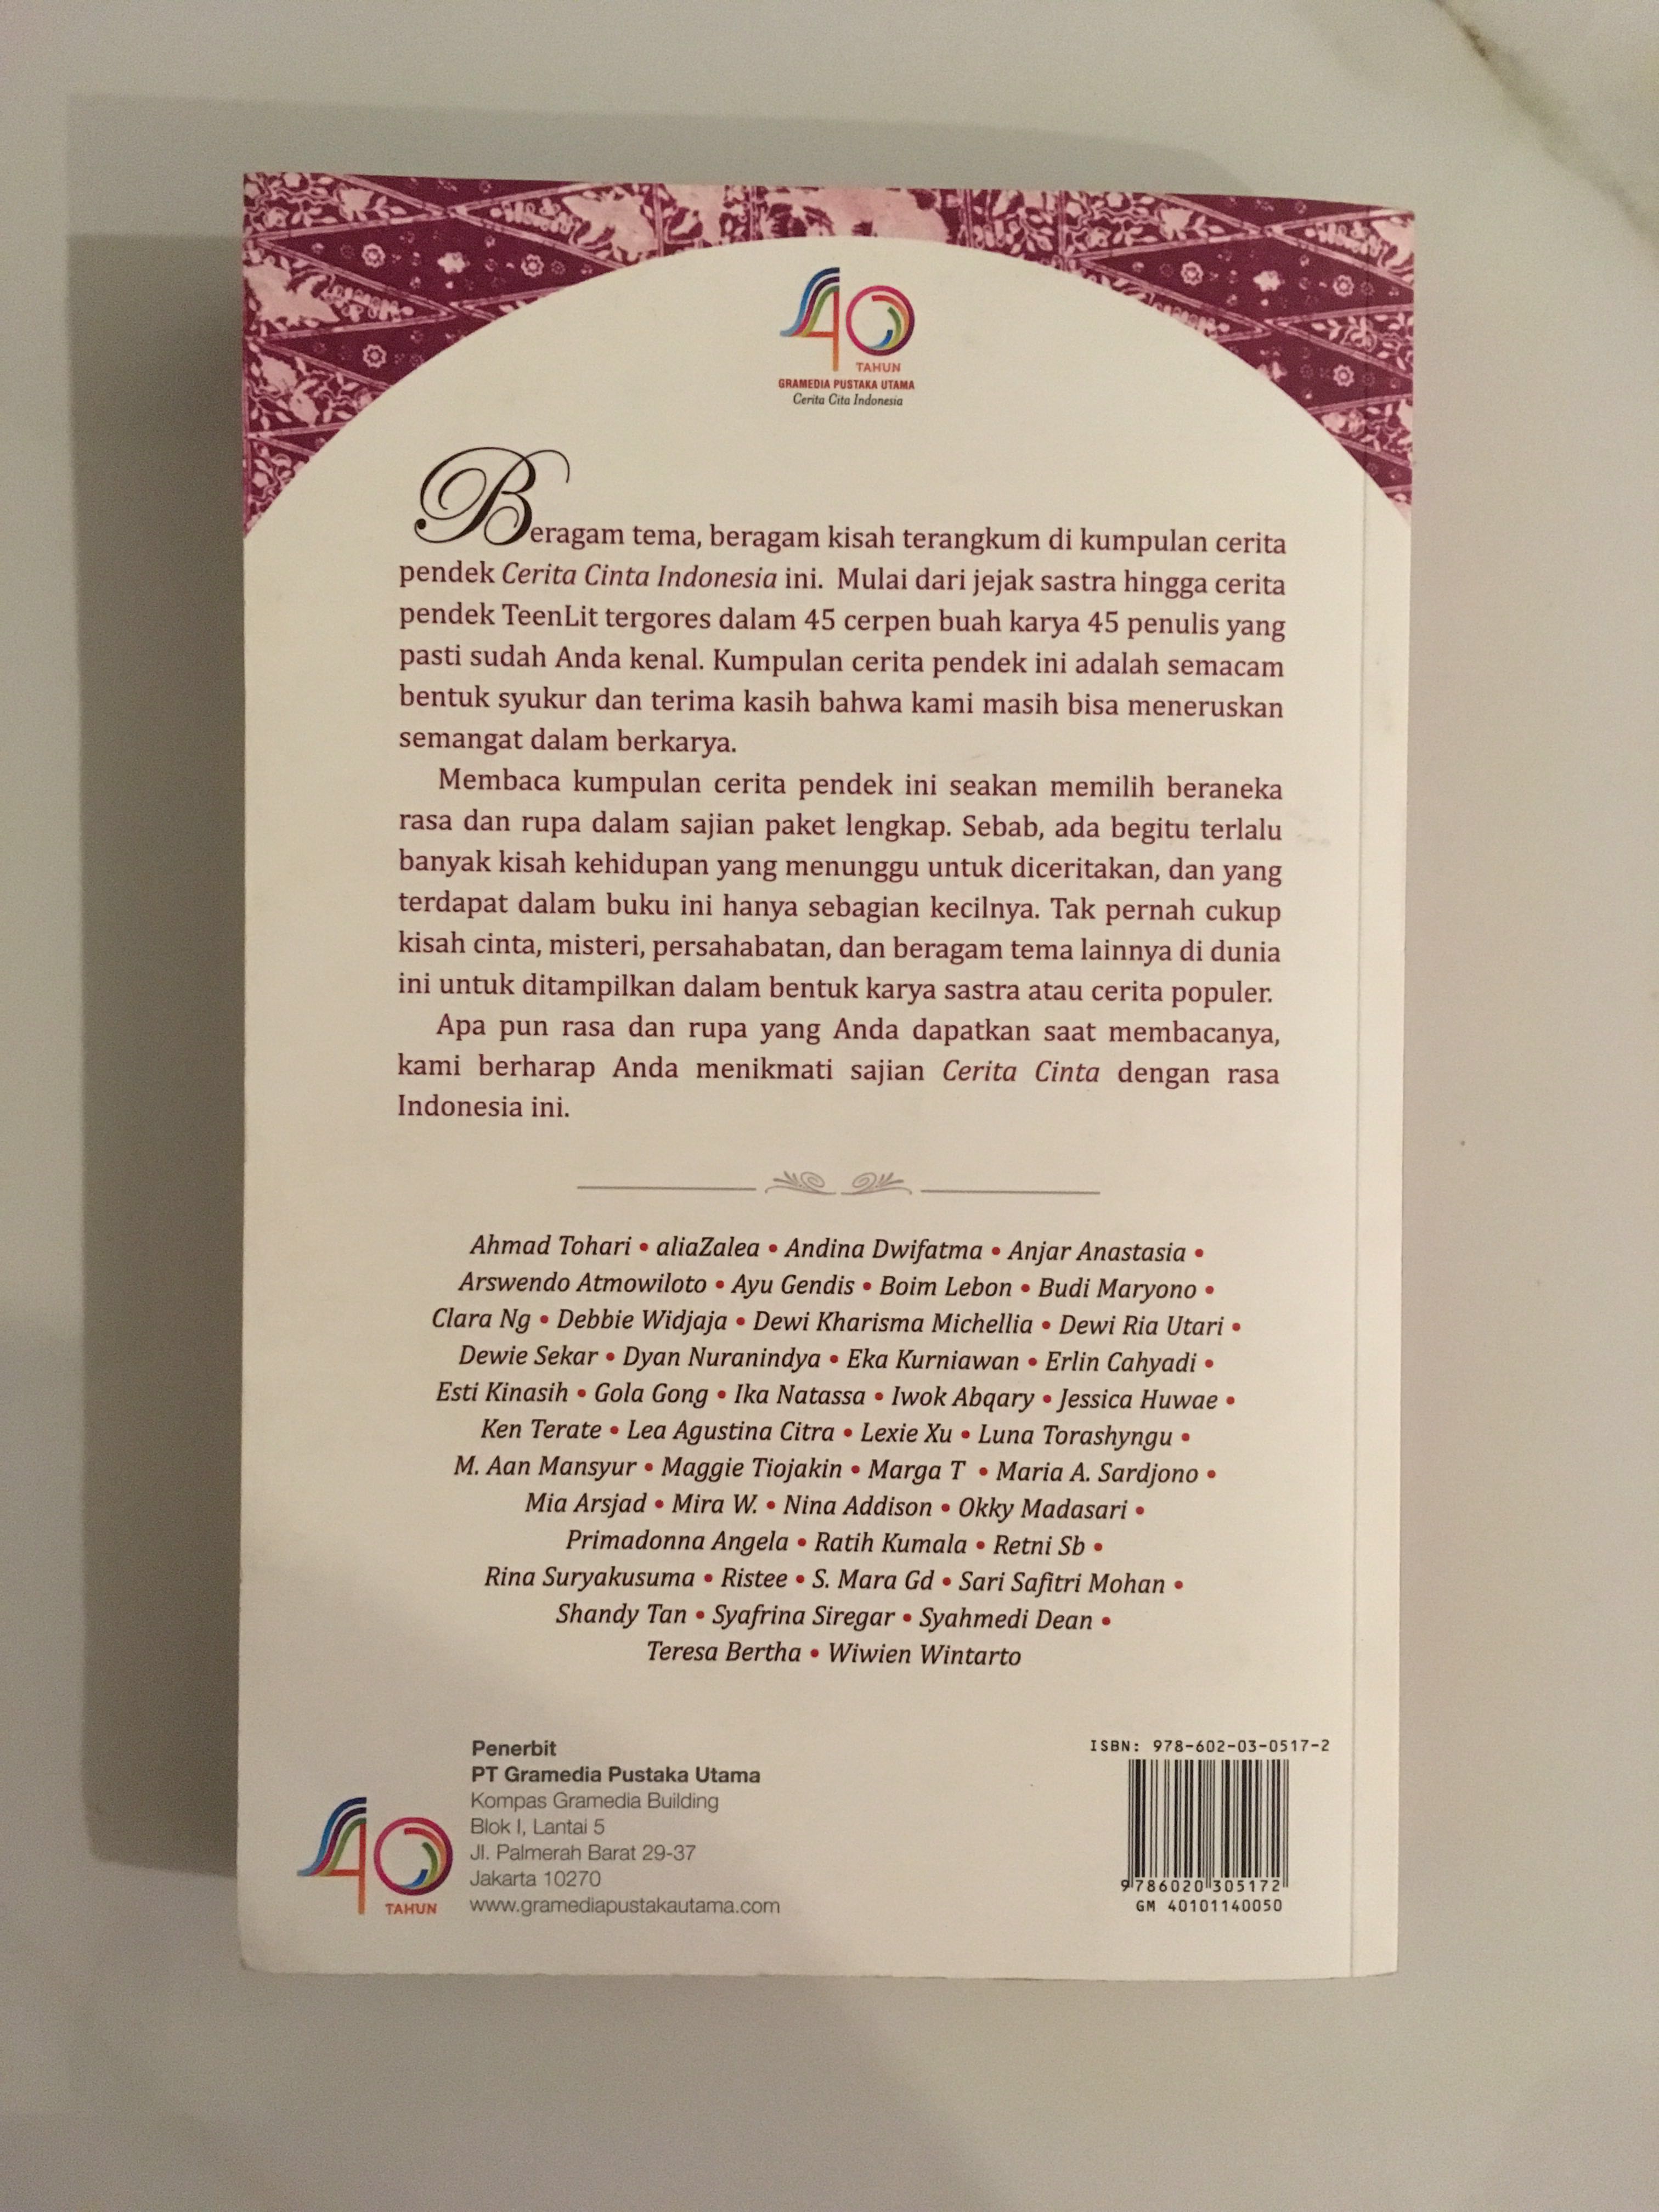 40
TAHUN
GRAMEDIA PUSTAKA UTAMA
Cerita Cita Indonesia
Beragam tema, beragam kisah terangkum di kumpulan cerita
pendek Cerita Cinta Indonesia ini. Mulai dari jejak sastra hingga cerita
pendek TeenLit tergores dalam 45 cerpen buah karya 45 penulis yang
pasti sudah Anda kenal. Kumpulan cerita pendek ini adalah semacam
bentuk syukur dan terima kasih bahwa kami masih bisa meneruskan
semangat dalam berkarya.
Membaca kumpulan cerita pendek ini seakan memilih beraneka
rasa dan rupa dalam sajian paket lengkap. Sebab, ada begitu terlalu
banyak kisah kehidupan yang menunggu untuk diceritakan, dan yang
terdapat dalam buku ini hanya sebagian kecilnya. Tak pernah cukup
kisah cinta, misteri, persahabatan, dan beragam tema lainnya di dunia
ini untuk ditampilkan dalam bentuk karya sastra atau cerita populer.
Apa pun rasa dan rupa yang Anda dapatkan saat membacanya,
kami berharap Anda menikmati sajian Cerita Cinta dengan rasa
Indonesia ini.
Ahmad Tohari • aliaZalea • Andina Dwifatma • Anjar Anastasia •
Arswendo Atmowiloto • Ayu Gendis • Boim Lebon • Budi Maryono •
Clara Ng • Debbie Widjaja • Dewi Kharisma Michellia • Dewi Ria Utari •
Dewie Sekar • Dyan Nuranindya • Eka Kurniawan • Erlin Cahyadi •
Esti Kinasih • Gola Gong • Ika Natassa • Iwok Abqary • Jessica Huwae •
Ken Terate • Lea Agustina Citra • Lexie Xu • Luna Torashyngu •
M. Aan Mansyur • Maggie Tiojakin • Marga T • Maria A. Sardjono •
Mia Arsjad • Mira W. • Nina Addison • Okky Madasari •
Primadonna Angela • Ratih Kumala • Retni Sb •
Rina Suryakusuma • Ristee • S. Mara Gd • Sari Safitri Mohan •
Shandy Tan • Syafrina Siregar • Syahmedi Dean •
Teresa Bertha • Wiwien Wintarto
Penerbit
PT Gramedia Pustaka Utama
Kompas Gramedia Building
Blok I, Lantai 5
Jl. Palmerah Barat 29-37
Jakarta 10270
www.gramediapustakautama.com
40
TAHUN
ISBN: 978-602-03-0517-2
9 786020 305172
GM 40101140050